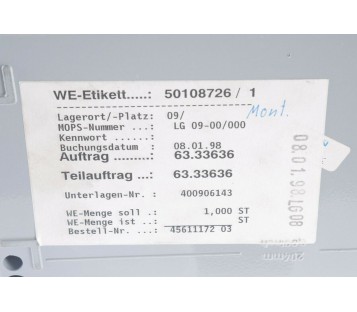 WE-Etikett.....: 50108726 / 1
Lagerort/-Platz: 09/
Mont.
MOPS-Nummer ...: LG 09-00/000
Kennwort .....:
Buchungsdatum : 08.01.98
Auftrag ..........: 63.33636
Teilauftrag ...: 63.33636
Unterlagen-Nr. : 400906143
WE-Menge soll .: 1,000 ST
WE-Menge ist ..: ST
Bestell-Nr. ...: 45611172 03
08.01.98LG08